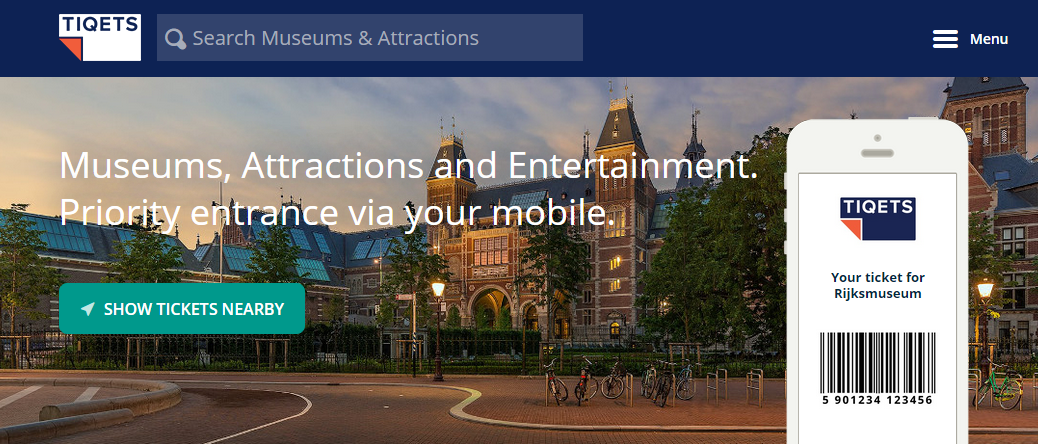 TIQETS
Search Museums & Attractions
Menu
Museums, Attractions and Entertainment.
Priority entrance via your mobile.
SHOW TICKETS NEARBY
TIQETS
Your ticket for
Rijksmuseum
5 901234 123456